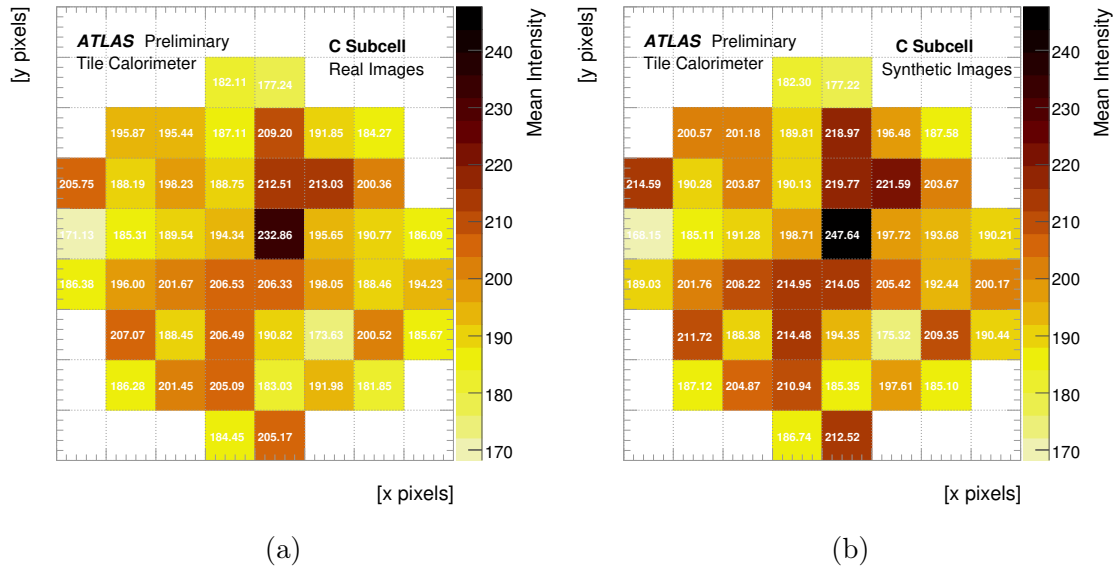 [y pixels]
ATLAS Preliminary
Tile Calorimeter
C Subcell
Real Images
182.11 177.24
195.87 195.44 187.11 209.20 191.85 184.27
205.75 188.19 198.23 188.75 212.51 213.03 200.36
171.13 185.31 189.54 194.34 232.86 195.65 190.77 186.09
186.38 196.00 201.67 206.53 206.33 198.05 188.46 194.23
207.07 188.45 206.49 190.82 173.63 200.52 185.67
186.28 201.45 205.09 183.03 191.98 181.85
184.45 205.17
[x pixels]
Mean Intensity
240
230
220
210
200
190
180
170
(a)
[y pixels]
ATLAS Preliminary
Tile Calorimeter
C Subcell
Synthetic Images
182.30 177.22
200.57 201.18 189.81 218.97 196.48 187.58
214.59 190.28 203.87 190.13 219.77 221.59 203.67
168.15 185.11 191.28 198.71 247.64 197.72 193.68 190.21
189.03 201.76 208.22 214.95 214.05 205.42 192.44 200.17
211.72 188.38 214.48 194.35 175.32 209.35 190.44
187.12 204.87 210.94 185.35 197.61 185.10
186.74 212.52
[x pixels]
Mean Intensity
240
230
220
210
200
190
180
170
(b)